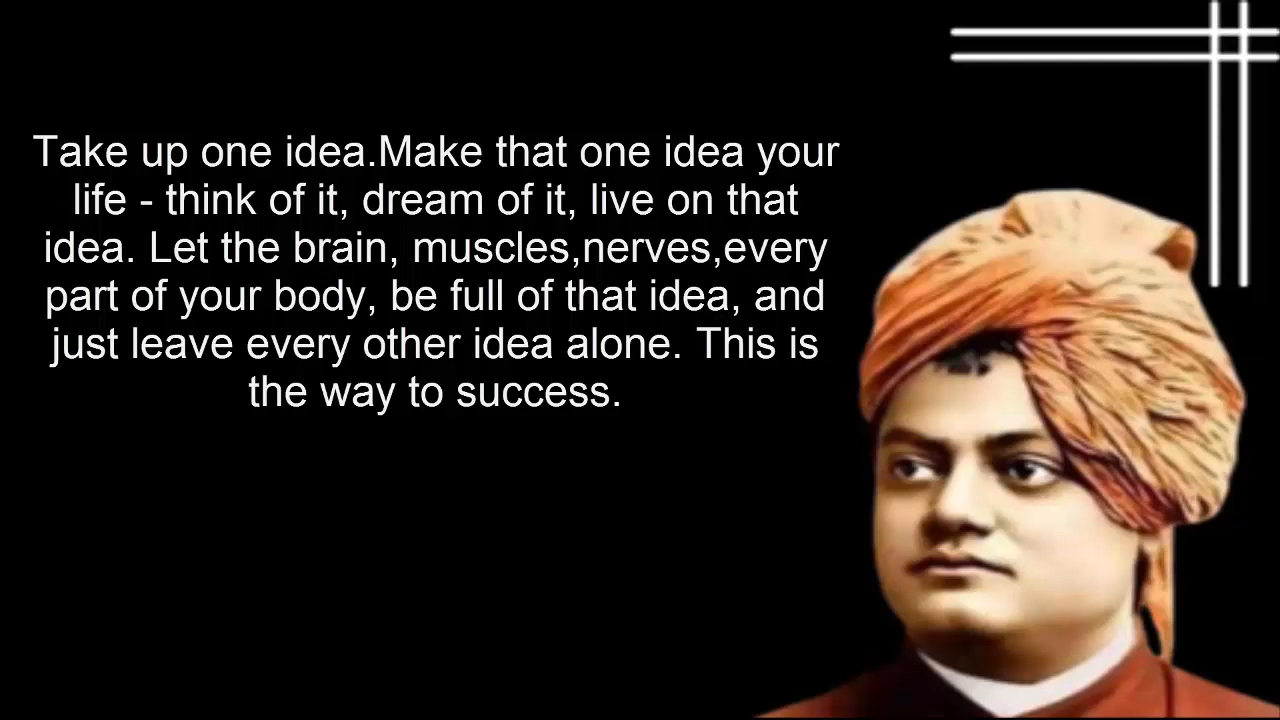 Take up one idea.Make that one idea your
life - think of it, dream of it, live on that
idea. Let the brain, muscles,nerves,every
part of your body, be full of that idea, and
just leave every other idea alone. This is
the way to success.